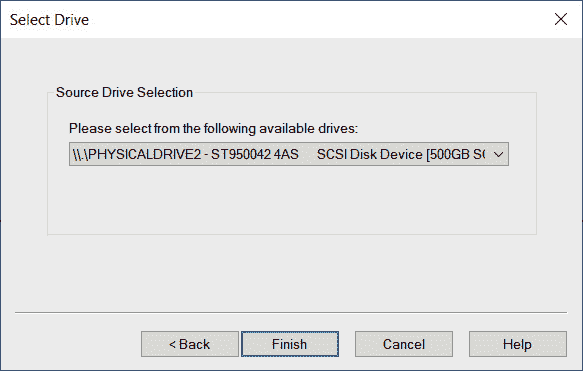 Select Drive
Source Drive Selection
Please select from the following available drives:
\\.\PHYSICALDRIVE2 - ST950042 4AS SCSI Disk Device [500GB SC
< Back Finish Cancel Help